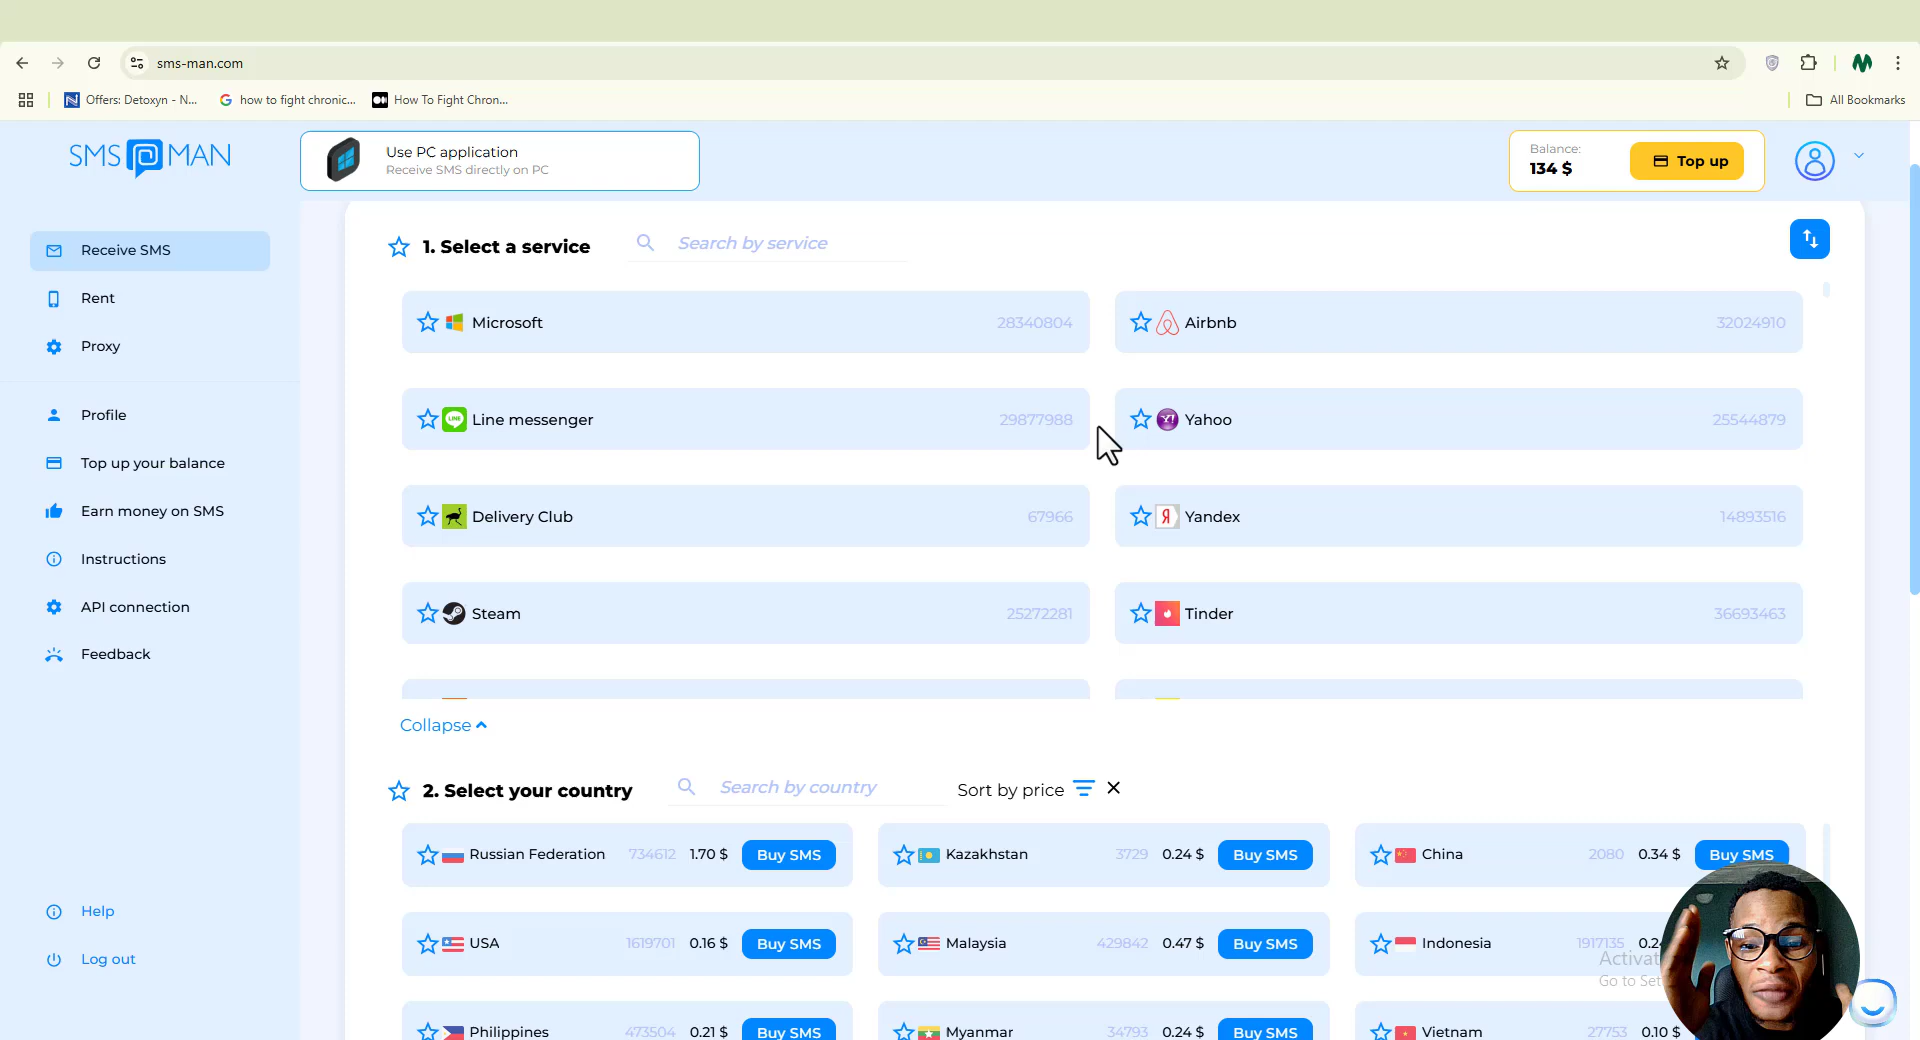 sms-man.com
Offers: Detoxyn - N...
how to fight chronic...
How To Fight Chron...
All Bookmarks
SMS MAN
Use PC application
Receive SMS directly on PC
Balance:
134 $
Top up
Receive SMS
Rent
Proxy
Profile
Top up your balance
Earn money on SMS
Instructions
API connection
Feedback
Help
Log out
1. Select a service
Search by service
Microsoft 28340804
Airbnb 32024910
Line messenger 29877988
Yahoo 25544879
Delivery Club 67966
Yandex 14893516
Steam 25272281
Tinder 36693463
Collapse
2. Select your country
Search by country
Sort by price
Russian Federation 734612 1.70 $ Buy SMS
Kazakhstan 3729 0.24 $ Buy SMS
China 2080 0.34 $ Buy SMS
USA 1619701 0.16 $ Buy SMS
Malaysia 429842 0.47 $ Buy SMS
Indonesia 1917135
Philippines 473504 0.21 $ Buy SMS
Myanmar 34793 0.24 $ Buy SMS
Vietnam 27753 0.10 $
Activat
Go to Set